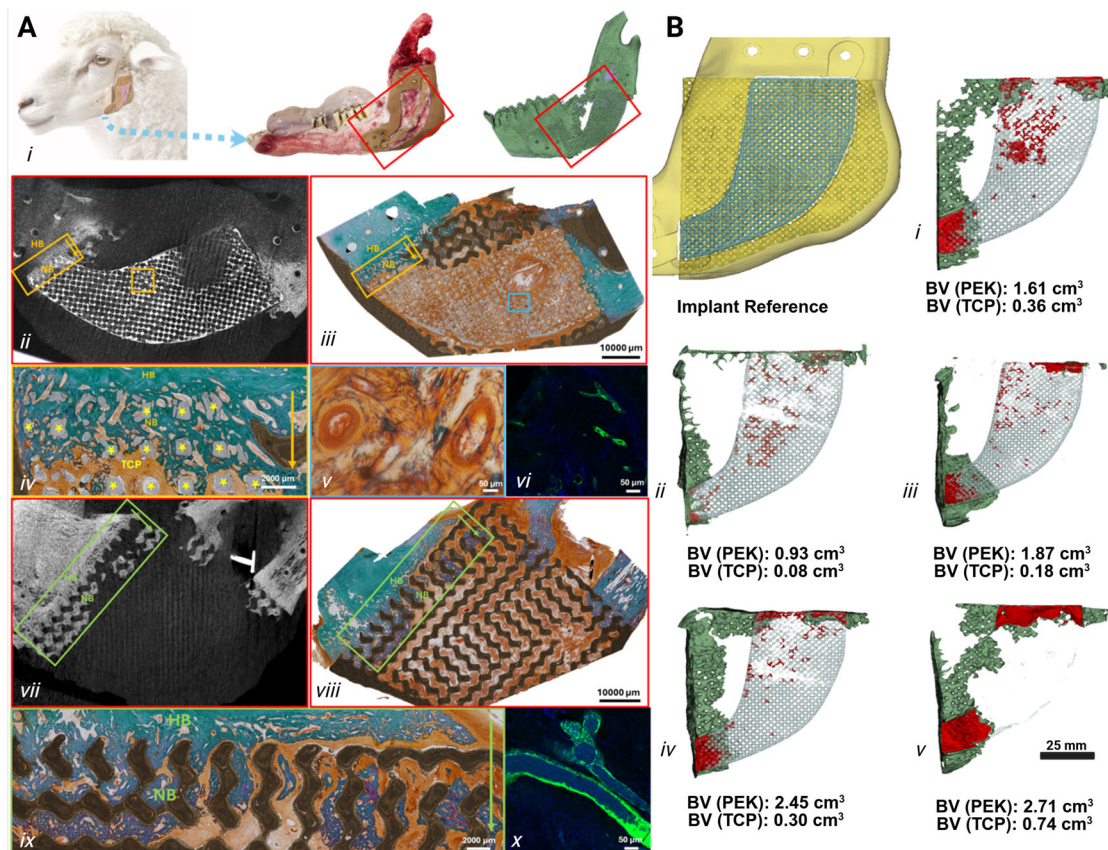 A
i
ii
HB
NB
iii
HB
NB
10000 µm
HB
NB
TCP
iv
2000 µm
v
50 µm
vi
50 µm
vii
HB
NB
viii
HB
NB
10000 µm
HB
NB
ix
2000 µm
x
50 µm
B
Implant Reference
i
BV (PEK): 1.61 cm³
BV (TCP): 0.36 cm³
ii
BV (PEK): 0.93 cm³
BV (TCP): 0.08 cm³
iii
BV (PEK): 1.87 cm³
BV (TCP): 0.18 cm³
iv
BV (PEK): 2.45 cm³
BV (TCP): 0.30 cm³
v
25 mm
BV (PEK): 2.71 cm³
BV (TCP): 0.74 cm³